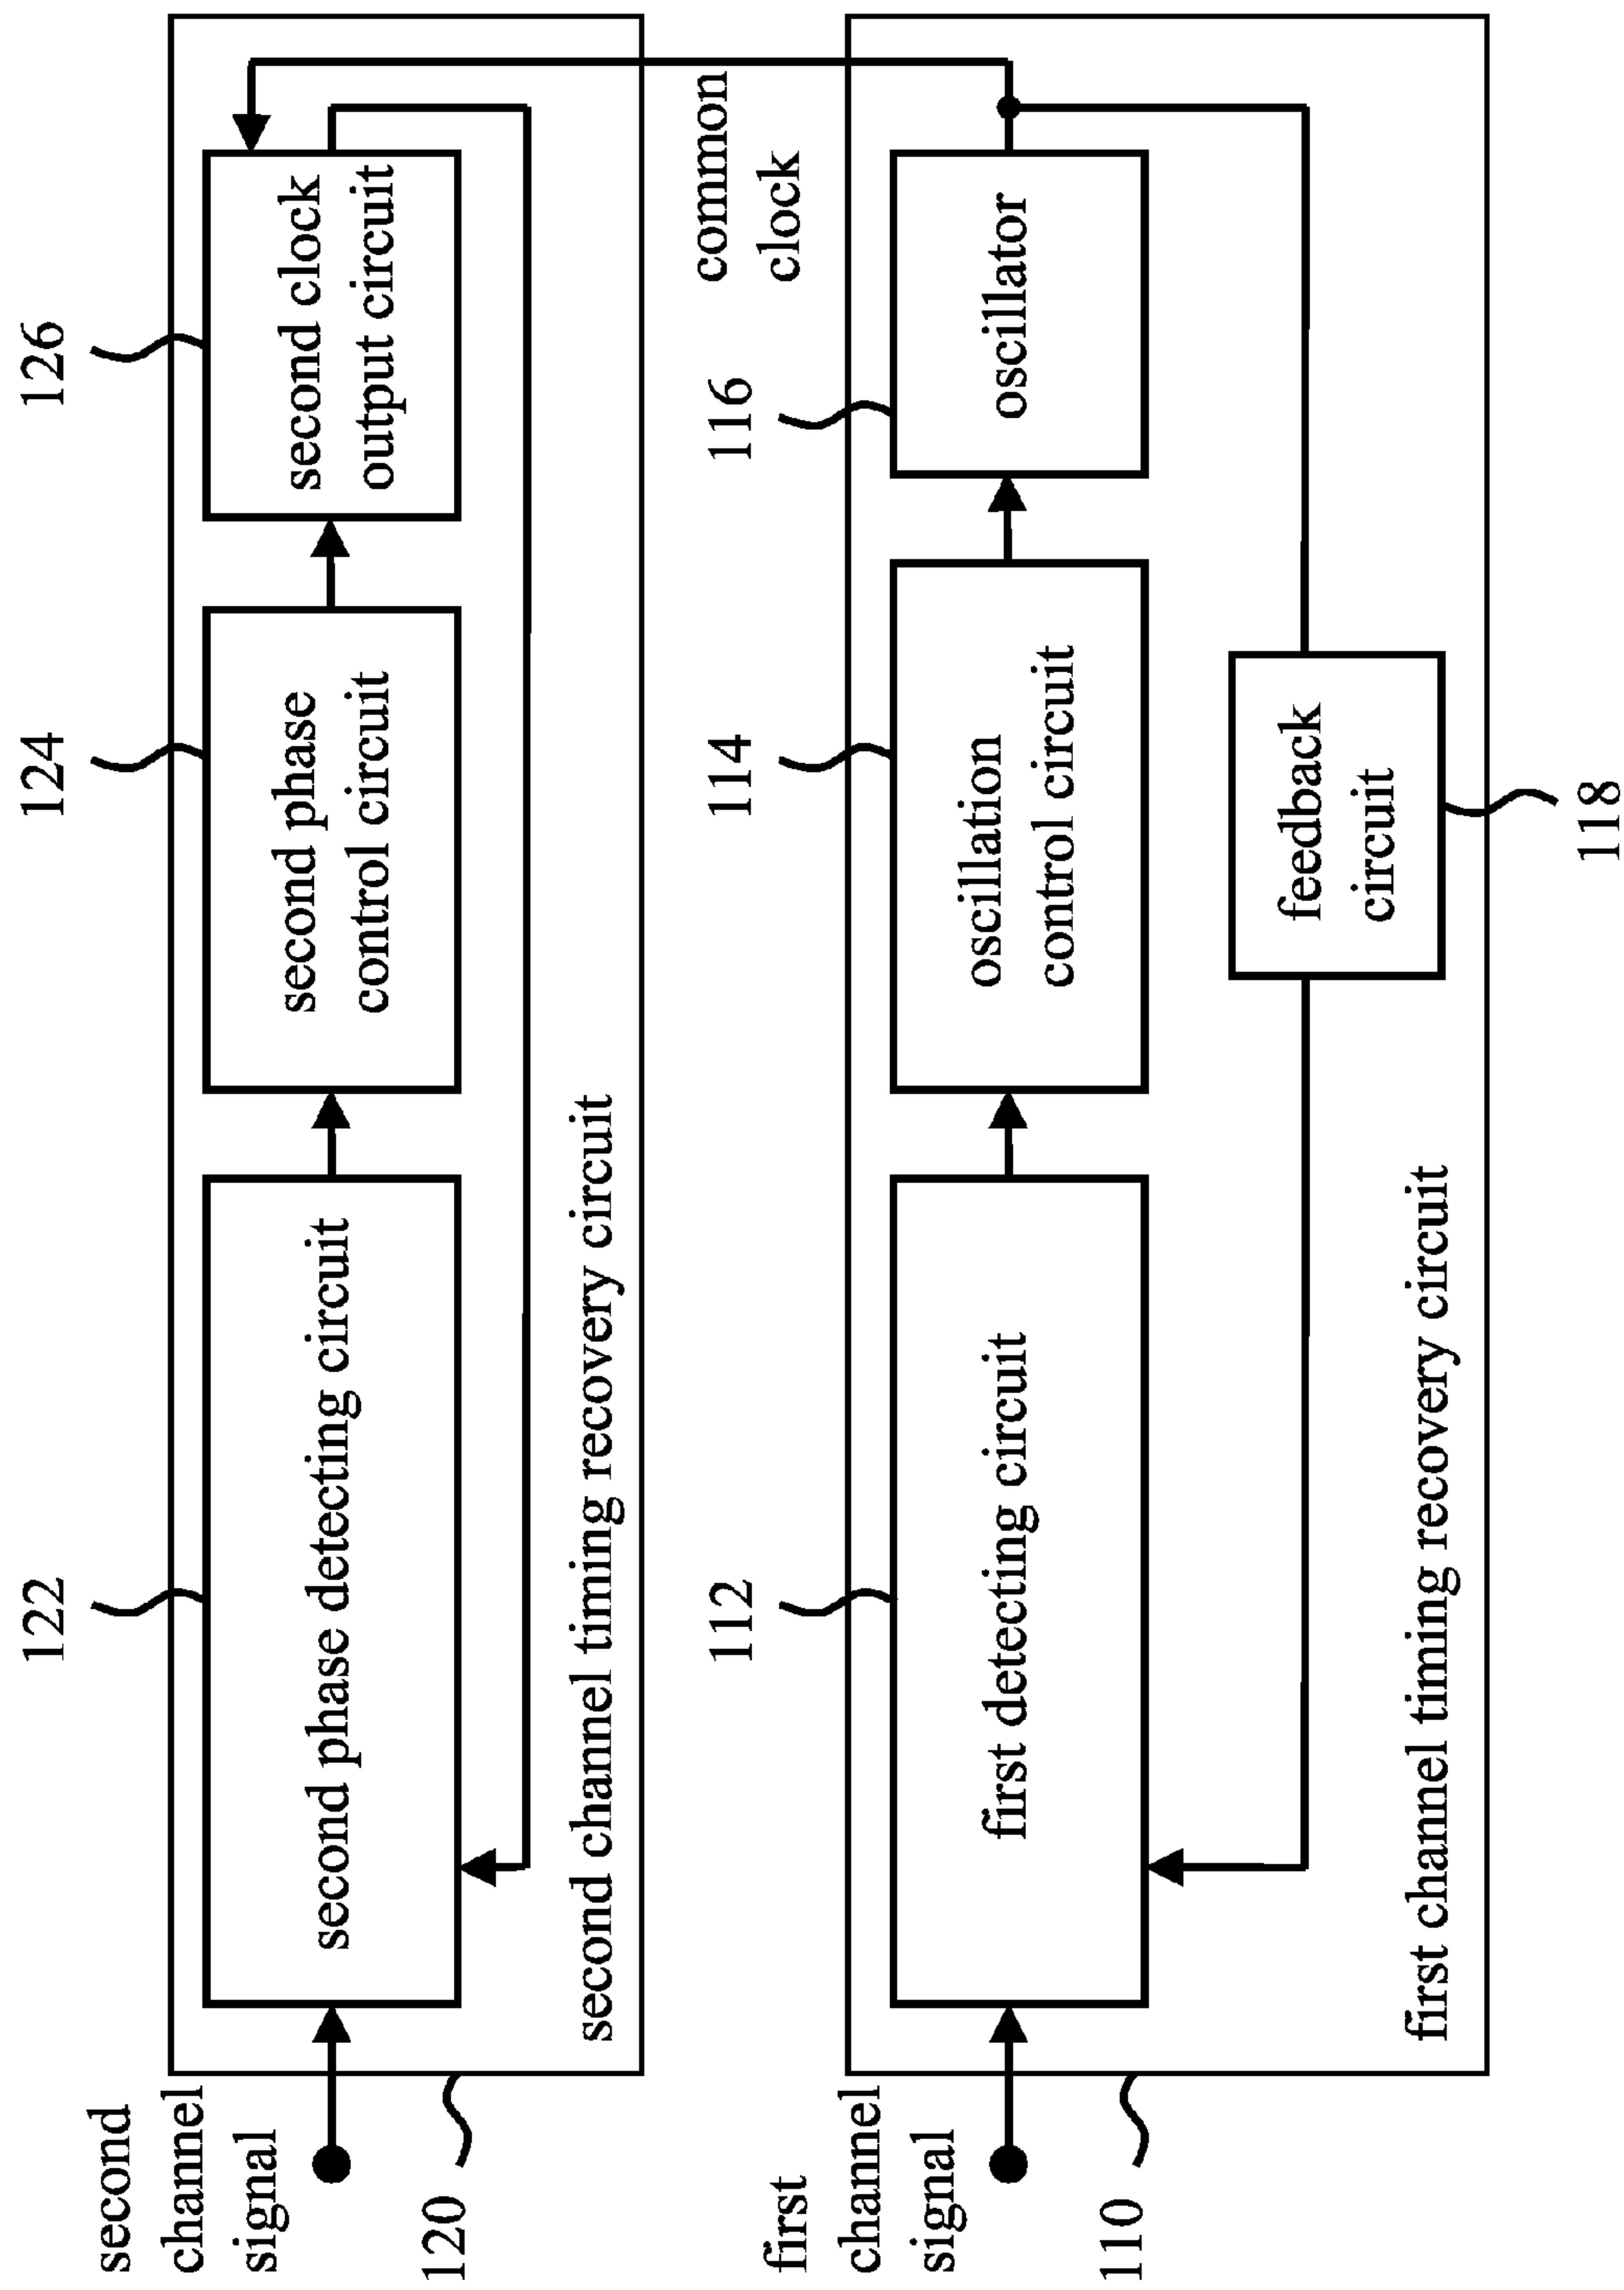 second
channel
signal
120
122
second phase detecting circuit
124
second phase
control circuit
126
second clock
output circuit
second channel timing recovery circuit
common
clock
first
channel
signal
110
112
first detecting circuit
114
oscillation
control circuit
116
oscillator
feedback
circuit
118
first channel timing recovery circuit